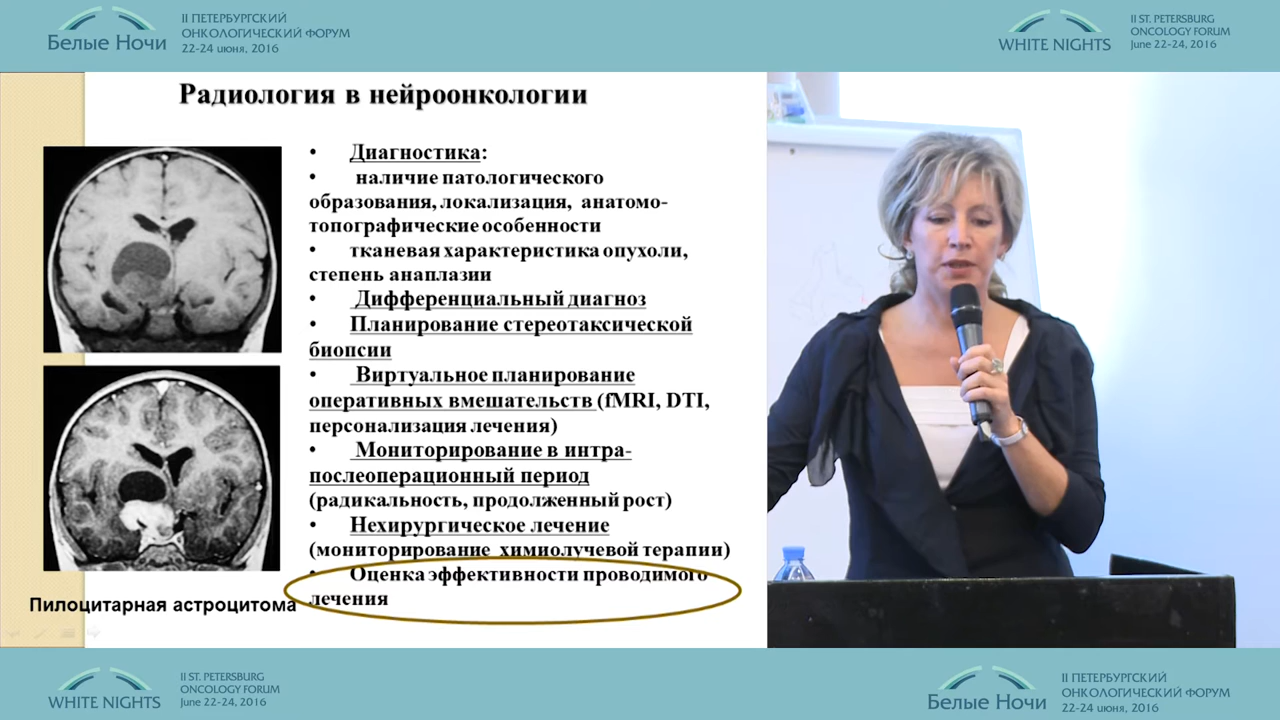 Белые Ночи
II ПЕТЕРБУРГСКИЙ
ОНКОЛОГИЧЕСКИЙ ФОРУМ
22-24 июня, 2016
WHITE NIGHTS
II ST. PETERSBURG
ONCOLOGY FORUM
June 22-24, 2016
Радиология в нейроонкологии
• Диагностика:
• наличие патологического
образования, локализация, анатомо-
топографические особенности
• тканевая характеристика опухоли,
степень анаплазии
• Дифференциальный диагноз
• Планирование стереотаксической
биопсии
• Виртуальное планирование
оперативных вмешательств (fMRI, DTI,
персонализация лечения)
• Мониторирование в интра-
послеоперационный период
(радикальность, продолженный рост)
• Нехирургическое лечение
(мониторирование химиолучевой терапии)
• Оценка эффективности проводимого
лечения
Пилоцитарная астроцитома
WHITE NIGHTS
II ST. PETERSBURG
ONCOLOGY FORUM
June 22-24, 2016
Белые Ночи
II ПЕТЕРБУРГСКИЙ
ОНКОЛОГИЧЕСКИЙ ФОРУМ
22-24 июня, 2016